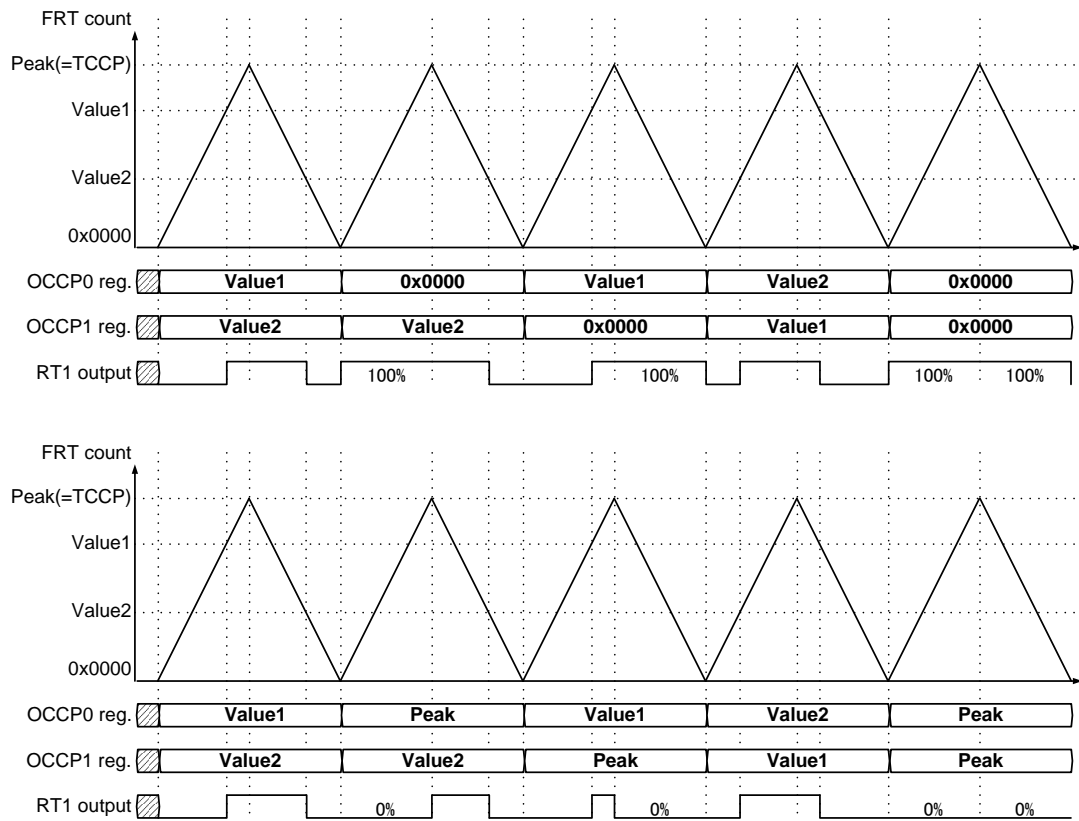 FRT count
Peak(=TCCP)
Value1
Value2
0x0000
OCCP0 reg. Value1 0x0000 Value1 Value2 0x0000
OCCP1 reg. Value2 Value2 0x0000 Value1 0x0000
RT1 output 100% 100% 100% 100%
FRT count
Peak(=TCCP)
Value1
Value2
0x0000
OCCP0 reg. Value1 Peak Value1 Value2 Peak
OCCP1 reg. Value2 Value2 Peak Value1 Peak
RT1 output 0% 0% 0% 0%